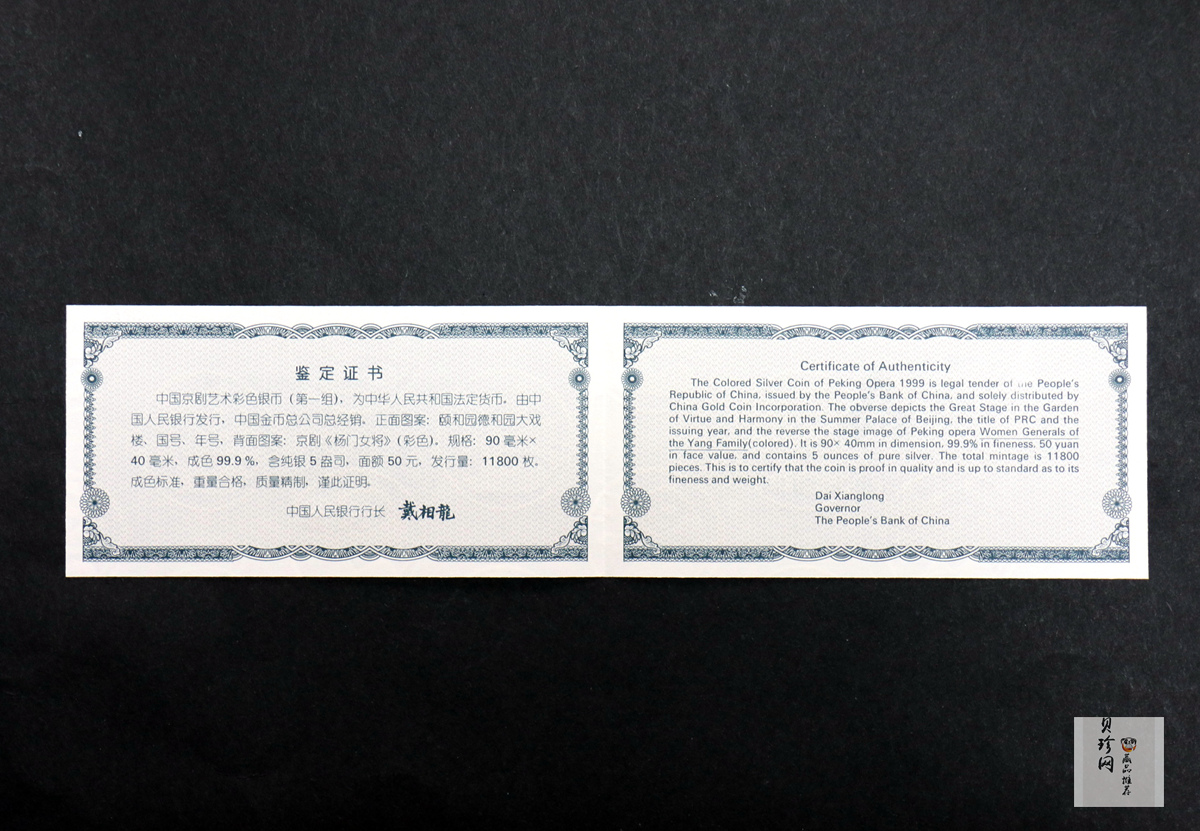 鉴定证书
中国京剧艺术彩色银币（第一组），为中华人民共和国法定货币，由中
国人民银行发行，中国金币总公司总经销，正面图案：颐和园德和园大戏
楼、国号、年号，背面图案：京剧《杨门女将》（彩色），规格：90毫米×
40毫米，成色99.9%，含纯银5盎司，面额50元，发行量：11800枚。
成色标准，重量合格，质量精制，谨此证明。
中国人民银行行长 戴相龍
Certificate of Authenticity
The Colored Silver Coin of Peking Opera 1999 is legal tender of the People's
Republic of China, issued by the People's Bank of China, and solely distributed by
China Gold Coin Incorporation. The obverse depicts the Great Stage in the Garden
of Virtue and Harmony in the Summer Palace of Beijing, the title of PRC and the
issuing year, and the reverse the stage image of Peking opera Women Generals of
the Yang Family(colored). It is 90× 40mm in dimension, 99.9% in fineness, 50 yuan
in face value, and contains 5 ounces of pure silver. The total mintage is 11800
pieces. This is to certify that the coin is proof in quality and is up to standard as to its
fineness and weight.
Dai Xianglong
Governor
The People's Bank of China
贝珍网
藏品推荐